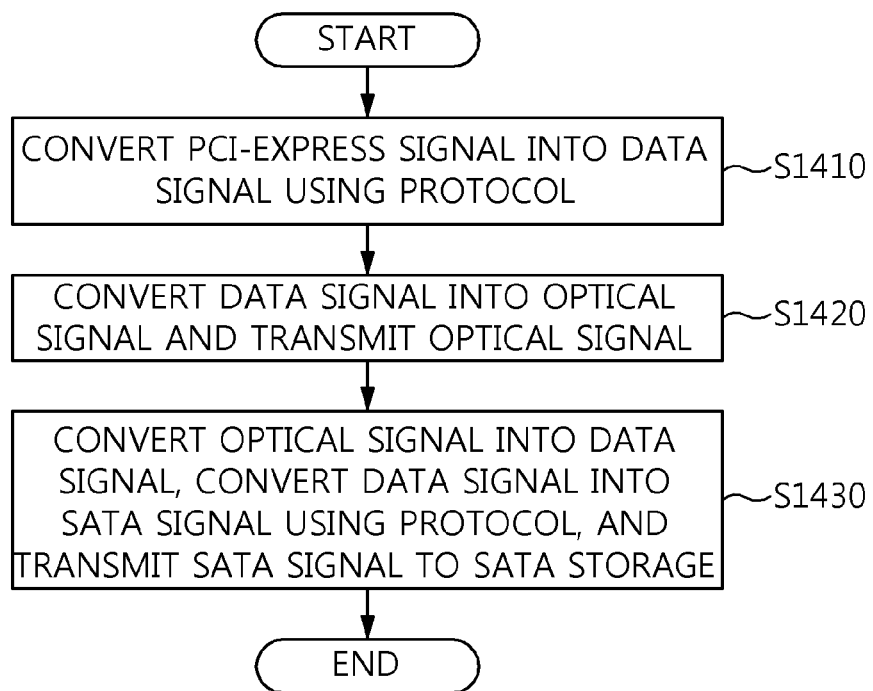 START
CONVERT PCI-EXPRESS SIGNAL INTO DATA
SIGNAL USING PROTOCOL
S1410
CONVERT DATA SIGNAL INTO OPTICAL
SIGNAL AND TRANSMIT OPTICAL SIGNAL
S1420
CONVERT OPTICAL SIGNAL INTO DATA
SIGNAL, CONVERT DATA SIGNAL INTO
SATA SIGNAL USING PROTOCOL, AND
TRANSMIT SATA SIGNAL TO SATA STORAGE
S1430
END